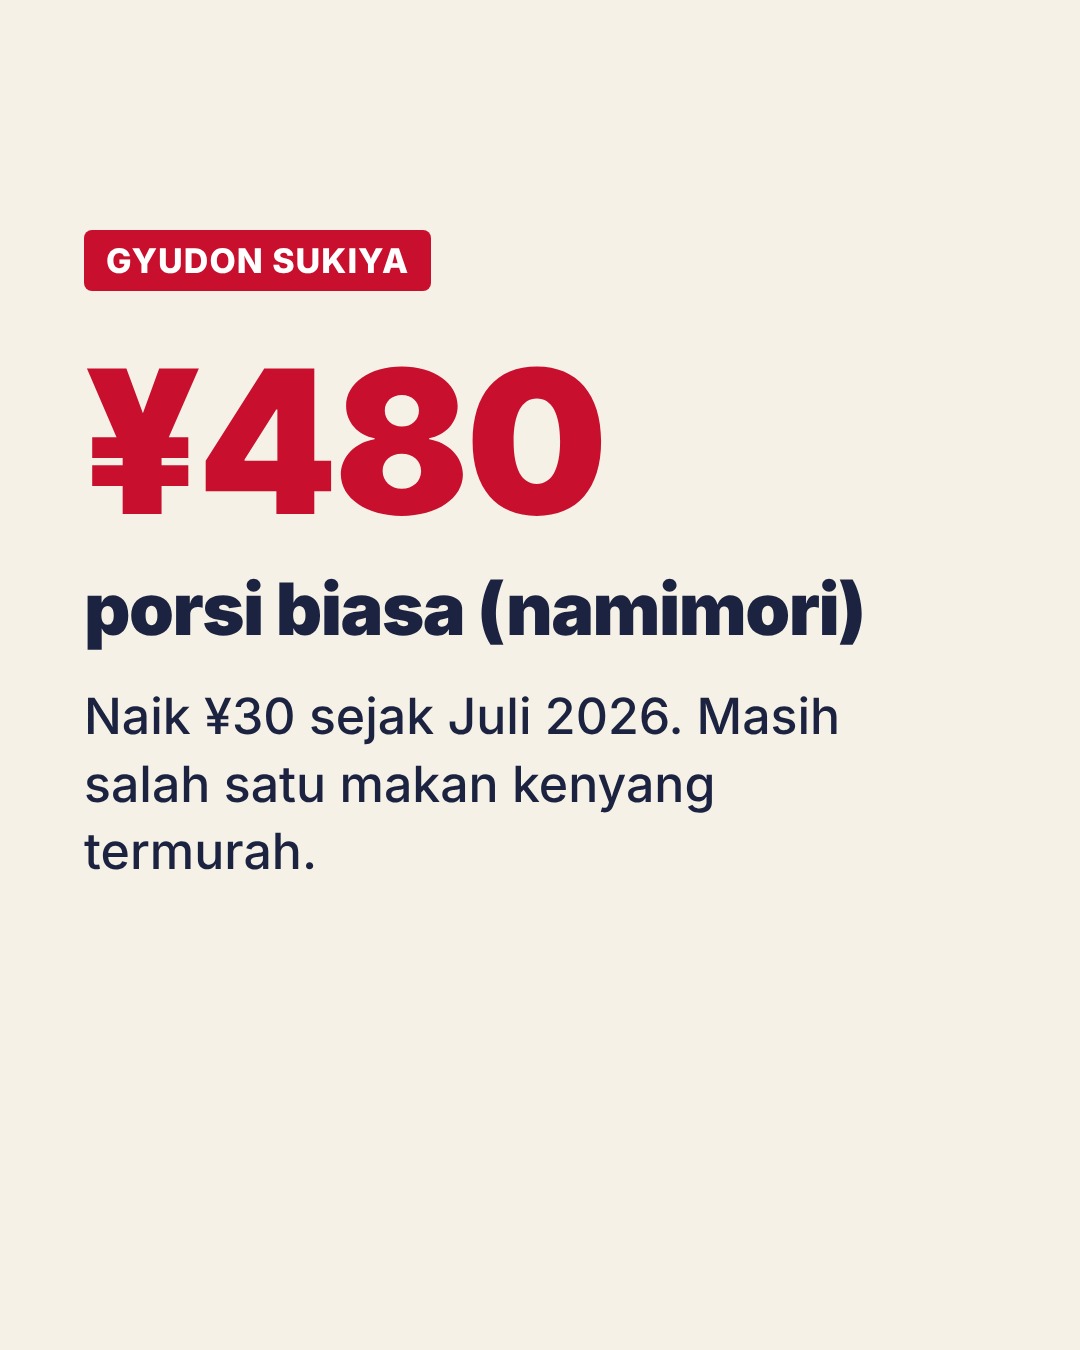 GYUDON SUKIYA
¥480
porsi biasa (namimori)
Naik ¥30 sejak Juli 2026. Masih
salah satu makan kenyang
termurah.